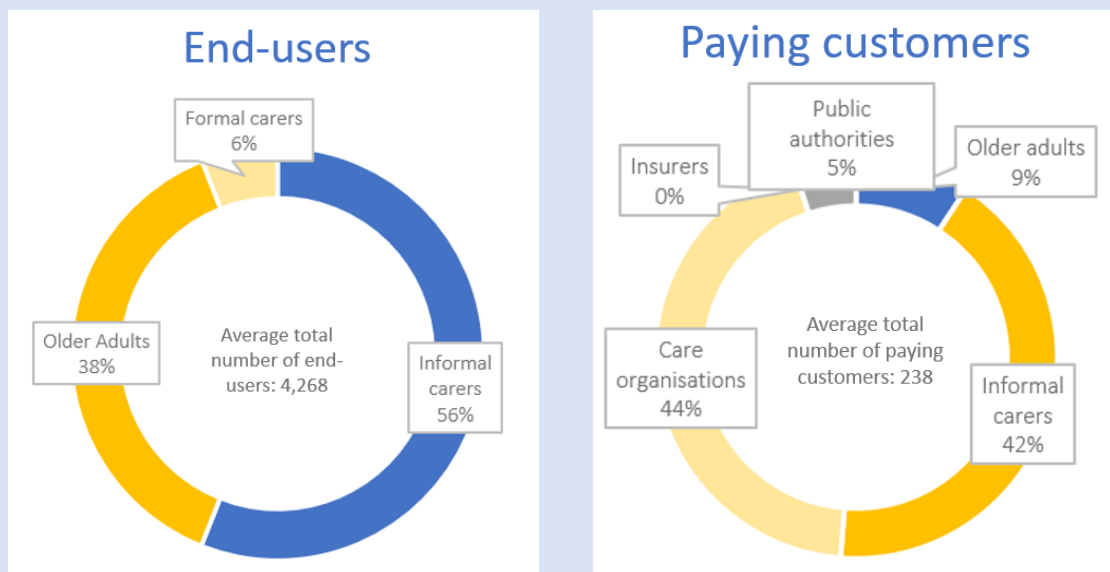 End-users
Formal carers
6%
Older Adults
38%
Average total
number of end-
users: 4,268
Informal
carers
56%
Paying customers
Public
authorities
5%
Insurers
0%
Older adults
9%
Care
organisations
44%
Average total
number of paying
customers: 238
Informal
carers
42%